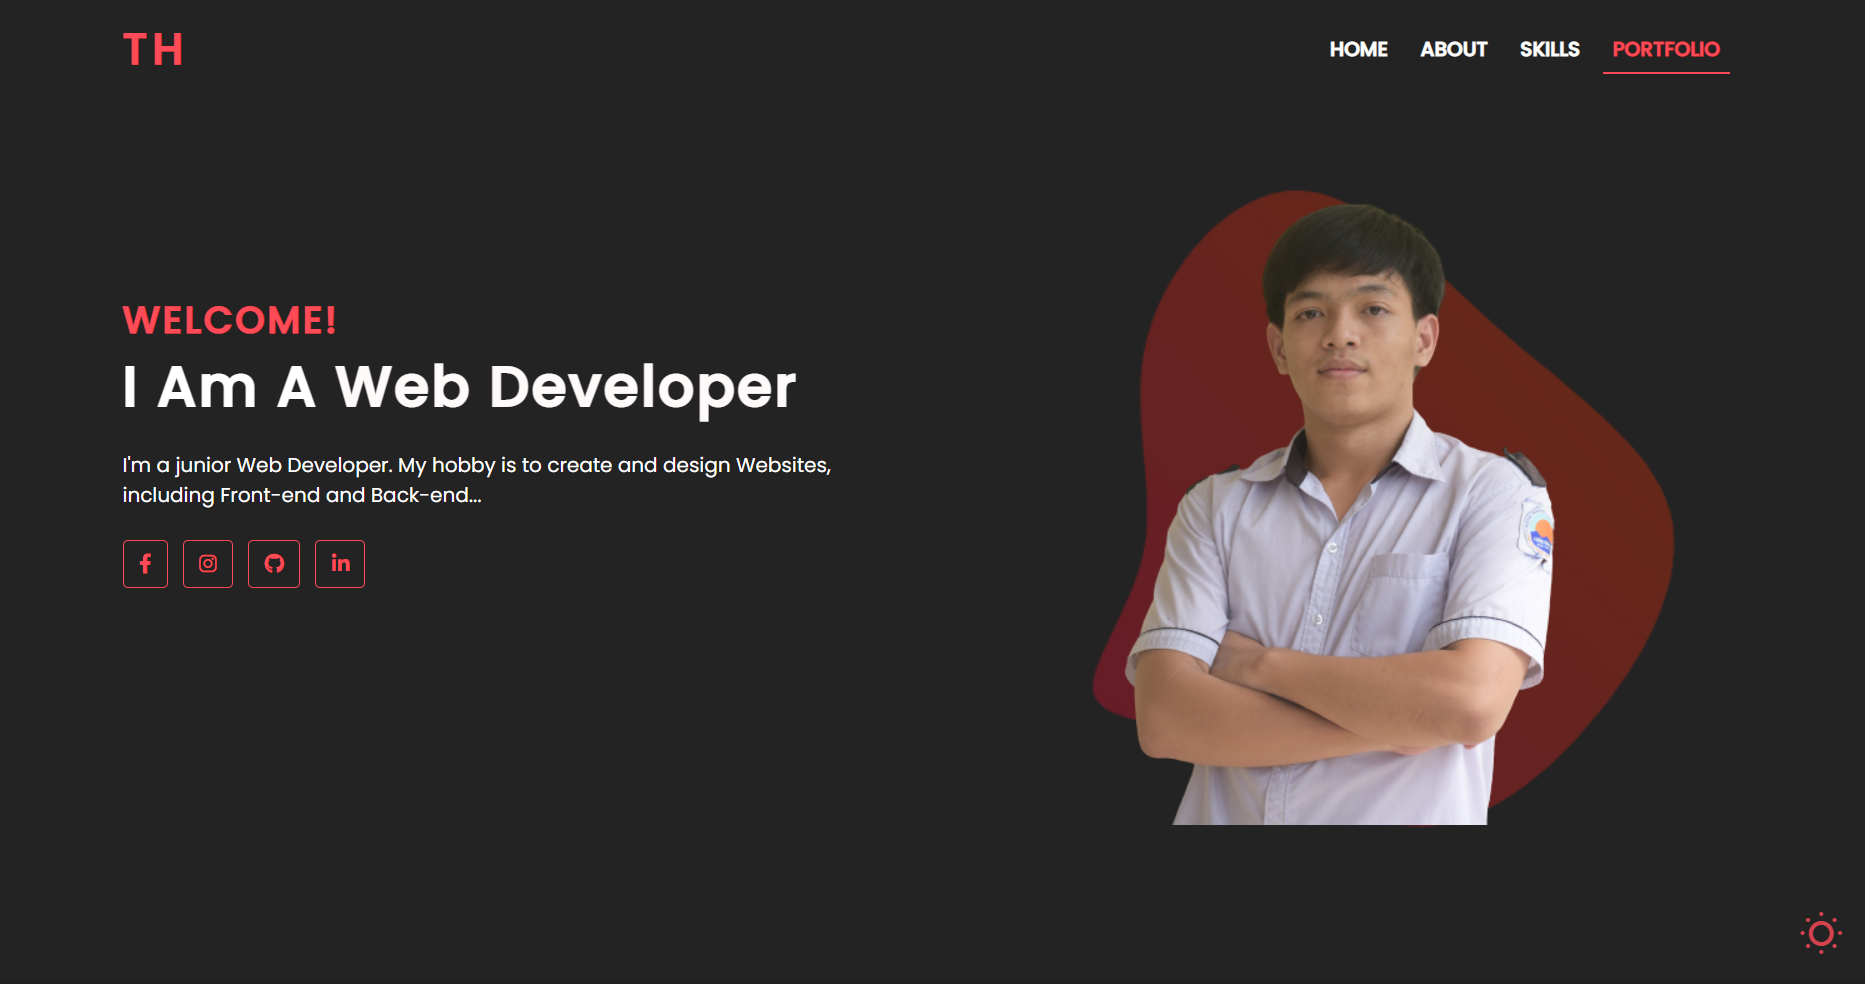 TH
HOME ABOUT SKILLS PORTFOLIO
WELCOME!
I Am A Web Developer
I'm a junior Web Developer. My hobby is to create and design Websites,
including Front-end and Back-end...